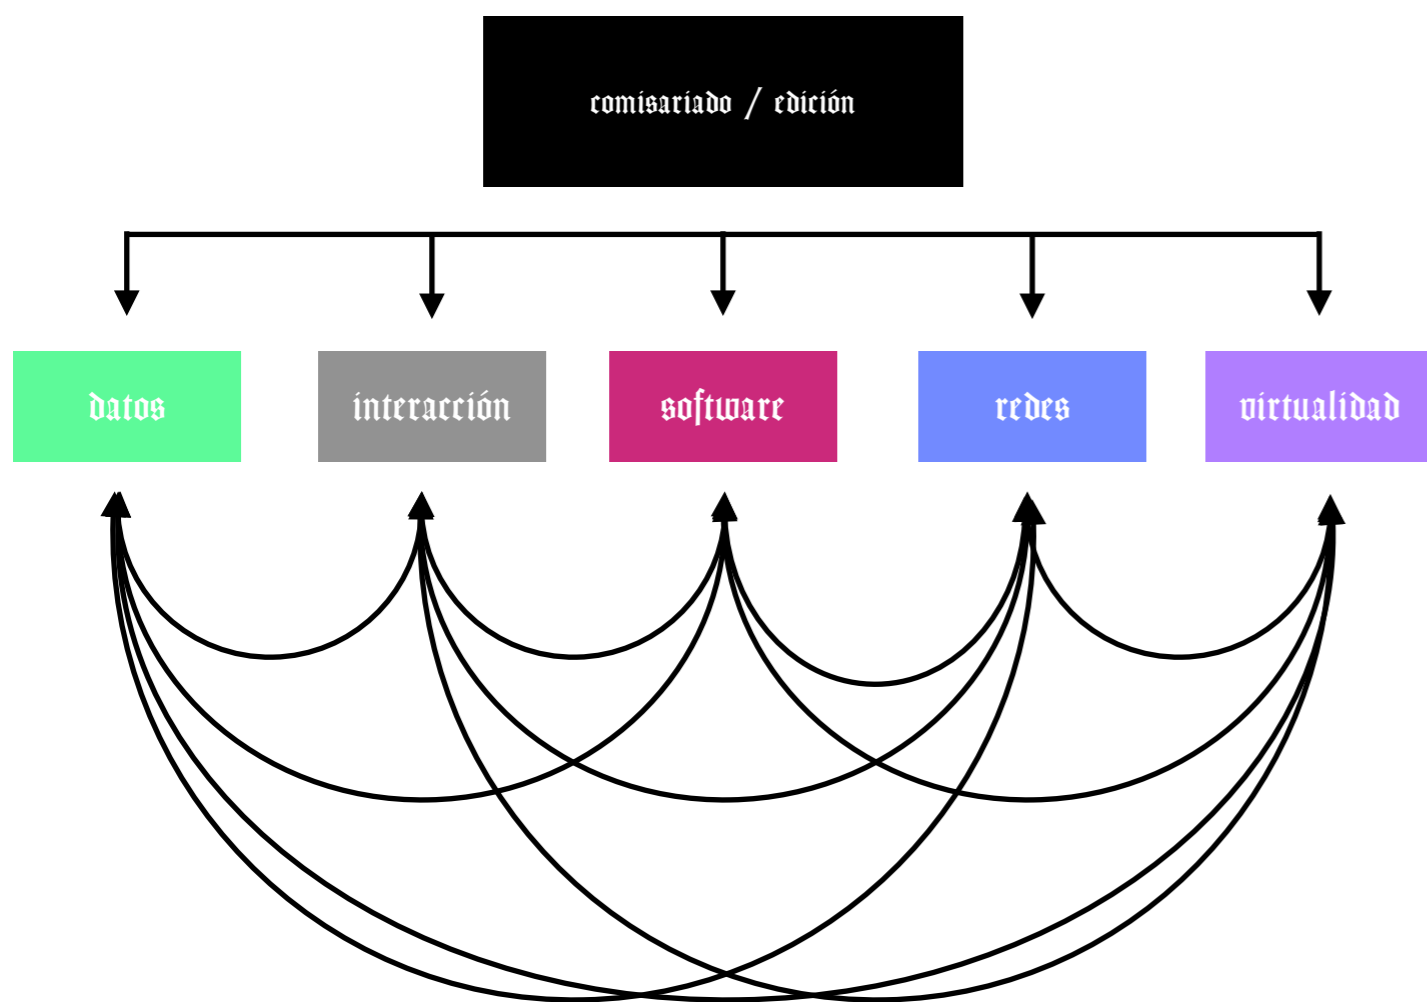 comisariado / edición
datos
interacción
software
redes
virtualidad